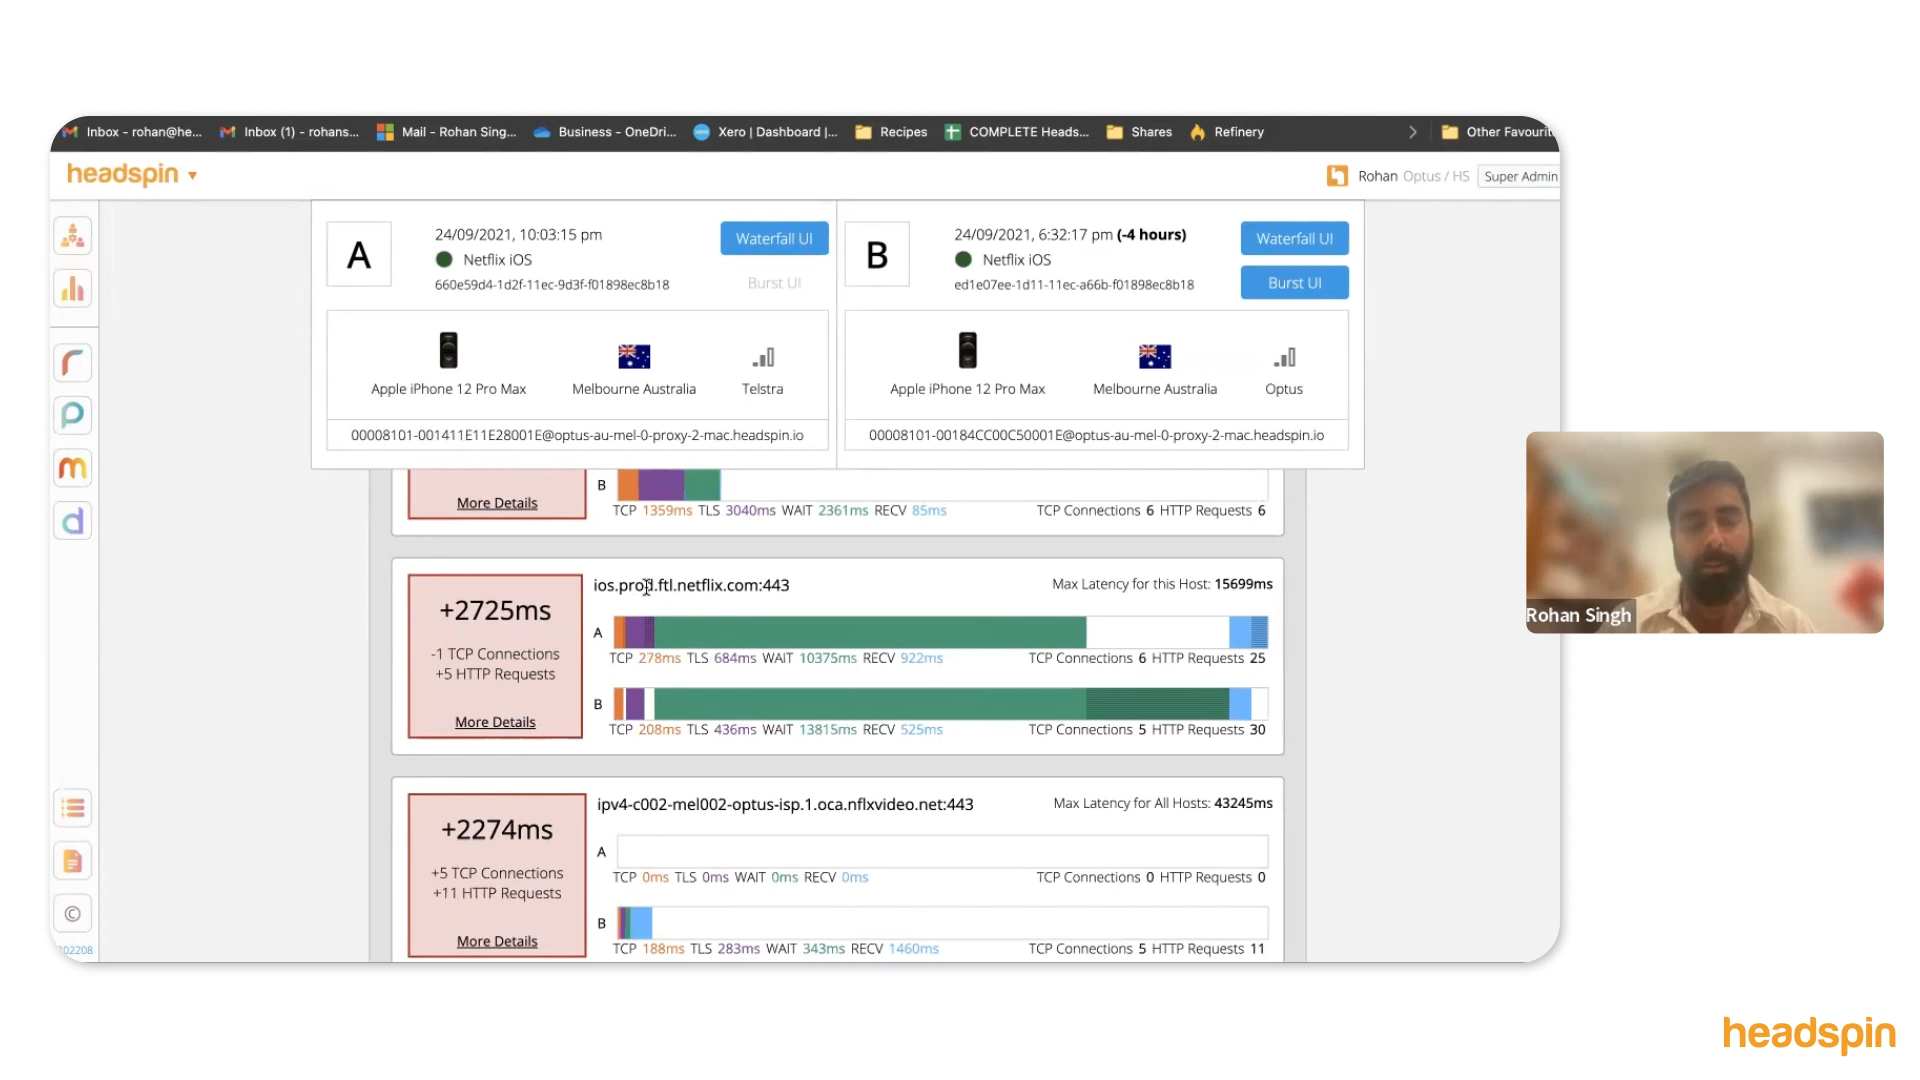 Inbox - rohan@he... Inbox (1) - rohans... Mail - Rohan Sing... Business - OneDri... Xero | Dashboard |... Recipes COMPLETE Heads... Shares Refinery Other Favourit
headspin Rohan Optus / HS Super Admin
A 24/09/2021, 10:03:15 pm Waterfall UI
Netflix iOS
660e59d4-1d2f-11ec-9d3f-f01898ec8b18 Burst UI
Apple iPhone 12 Pro Max Melbourne Australia Telstra
00008101-001411E11E28001E@optus-au-mel-0-proxy-2-mac.headspin.io
B 24/09/2021, 6:32:17 pm (-4 hours) Waterfall UI
Netflix iOS
ed1e07ee-1d11-11ec-a66b-f01898ec8b18 Burst UI
Apple iPhone 12 Pro Max Melbourne Australia Optus
00008101-00184CC00C50001E@optus-au-mel-0-proxy-2-mac.headspin.io
More Details
B
TCP 1359ms TLS 3040ms WAIT 2361ms RECV 85ms TCP Connections 6 HTTP Requests 6
ios.prod.ftl.netflix.com:443 Max Latency for this Host: 15699ms
+2725ms
-1 TCP Connections
+5 HTTP Requests
More Details
A
TCP 278ms TLS 684ms WAIT 10375ms RECV 922ms TCP Connections 6 HTTP Requests 25
B
TCP 208ms TLS 436ms WAIT 13815ms RECV 525ms TCP Connections 5 HTTP Requests 30
ipv4-c002-mel002-optus-isp.1.oca.nflxvideo.net:443 Max Latency for All Hosts: 43245ms
+2274ms
+5 TCP Connections
+11 HTTP Requests
More Details
A
TCP 0ms TLS 0ms WAIT 0ms RECV 0ms TCP Connections 0 HTTP Requests 0
B
TCP 188ms TLS 283ms WAIT 343ms RECV 1460ms TCP Connections 5 HTTP Requests 11
©
02208
Rohan Singh
headspin